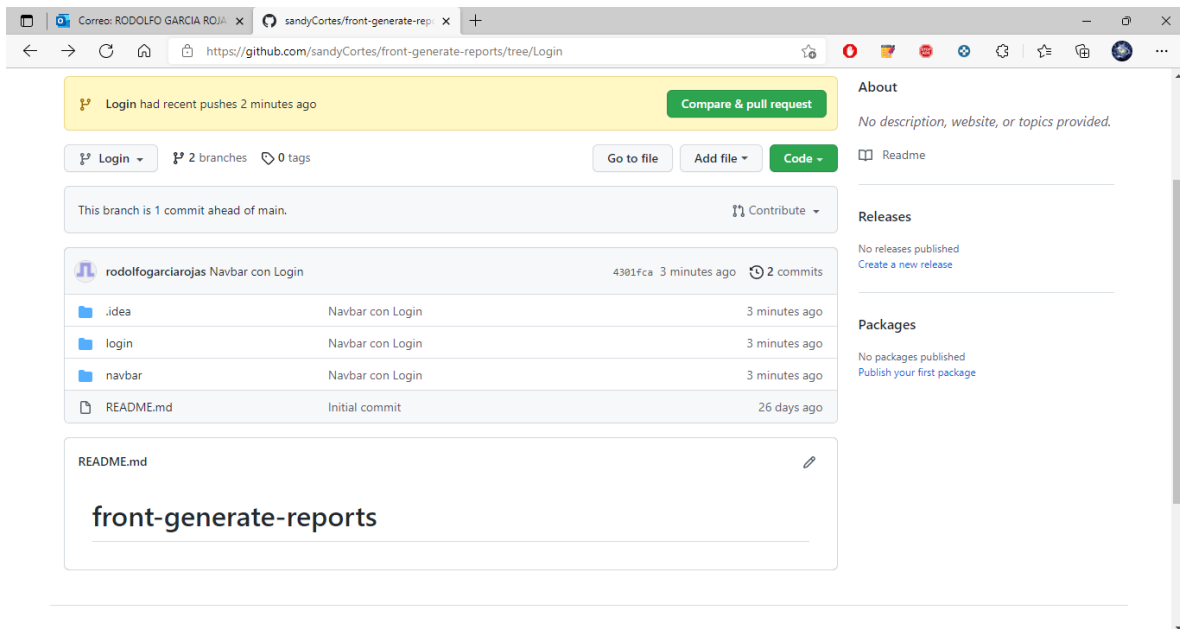 Correo: RODOLFO GARCIA ROJA
sandyCortes/front-generate-rep
https://github.com/sandyCortes/front-generate-reports/tree/Login
Login had recent pushes 2 minutes ago
Compare & pull request
Login
2 branches
0 tags
Go to file
Add file
Code
This branch is 1 commit ahead of main.
Contribute
rodolfogarciarojas Navbar con Login
4301fca 3 minutes ago
2 commits
.idea Navbar con Login 3 minutes ago
login Navbar con Login 3 minutes ago
navbar Navbar con Login 3 minutes ago
README.md Initial commit 26 days ago
README.md
front-generate-reports
About
No description, website, or topics provided.
Readme
Releases
No releases published
Create a new release
Packages
No packages published
Publish your first package